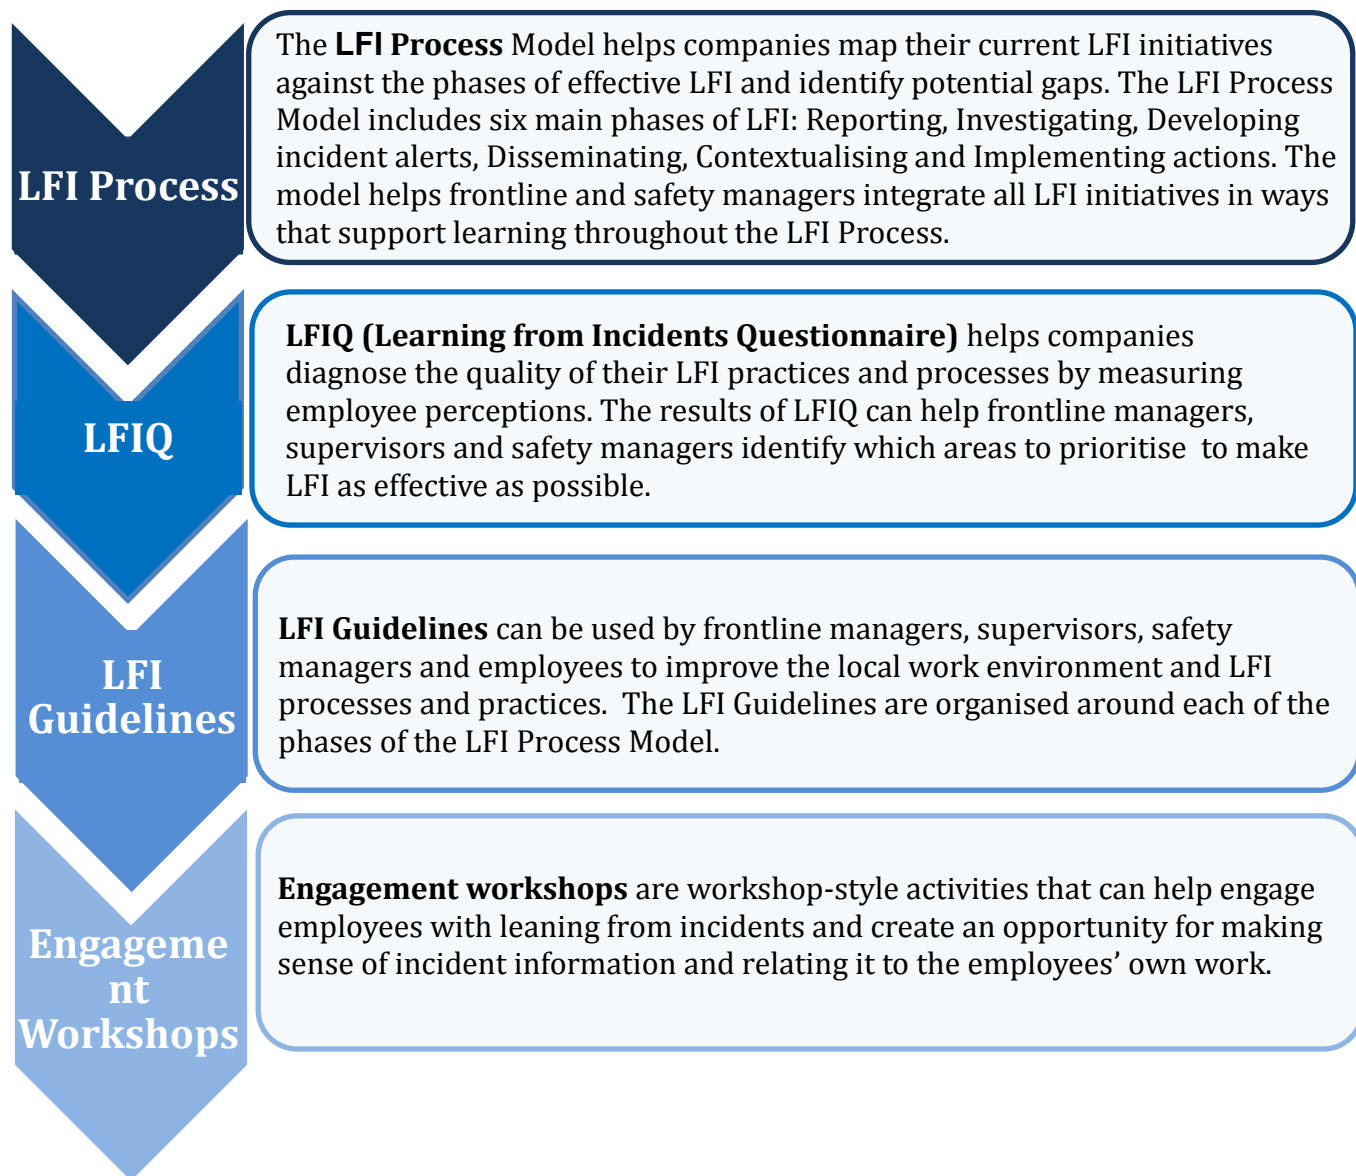 LFI Process
The LFI Process Model helps companies map their current LFI initiatives
against the phases of effective LFI and identify potential gaps. The LFI Process
Model includes six main phases of LFI: Reporting, Investigating, Developing
incident alerts, Disseminating, Contextualising and Implementing actions. The
model helps frontline and safety managers integrate all LFI initiatives in ways
that support learning throughout the LFI Process.
LFIQ
LFIQ (Learning from Incidents Questionnaire) helps companies
diagnose the quality of their LFI practices and processes by measuring
employee perceptions. The results of LFIQ can help frontline managers,
supervisors and safety managers identify which areas to prioritise  to make
LFI as effective as possible.
LFI
Guidelines
LFI Guidelines can be used by frontline managers, supervisors, safety
managers and employees to improve the local work environment and LFI
processes and practices.  The LFI Guidelines are organised around each of the
phases of the LFI Process Model.
Engageme
nt
Workshops
Engagement workshops are workshop-style activities that can help engage
employees with leaning from incidents and create an opportunity for making
sense of incident information and relating it to the employees’ own work.